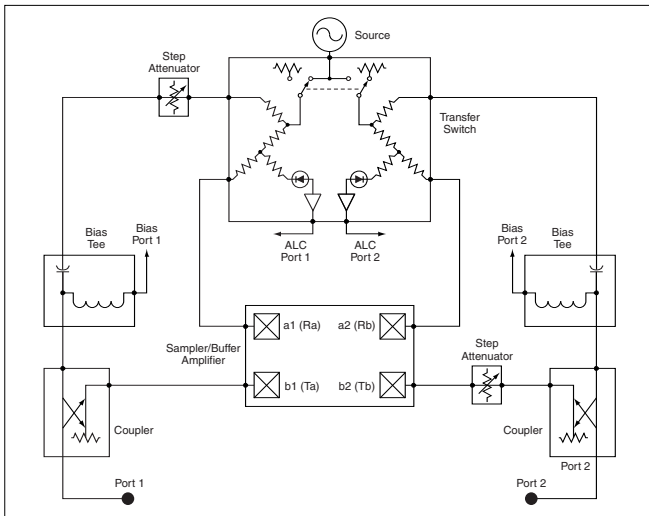 Source
Step
Attenuator
Transfer
Switch
Bias
Tee
Bias
Port 1
ALC
Port 1
ALC
Port 2
Bias
Port 2
Bias
Tee
a1 (Ra)
a2 (Rb)
Sampler/Buffer
Amplifier
Step
Attenuator
b1 (Ta)
b2 (Tb)
Coupler
Coupler
Port 2
Port 1
Port 2